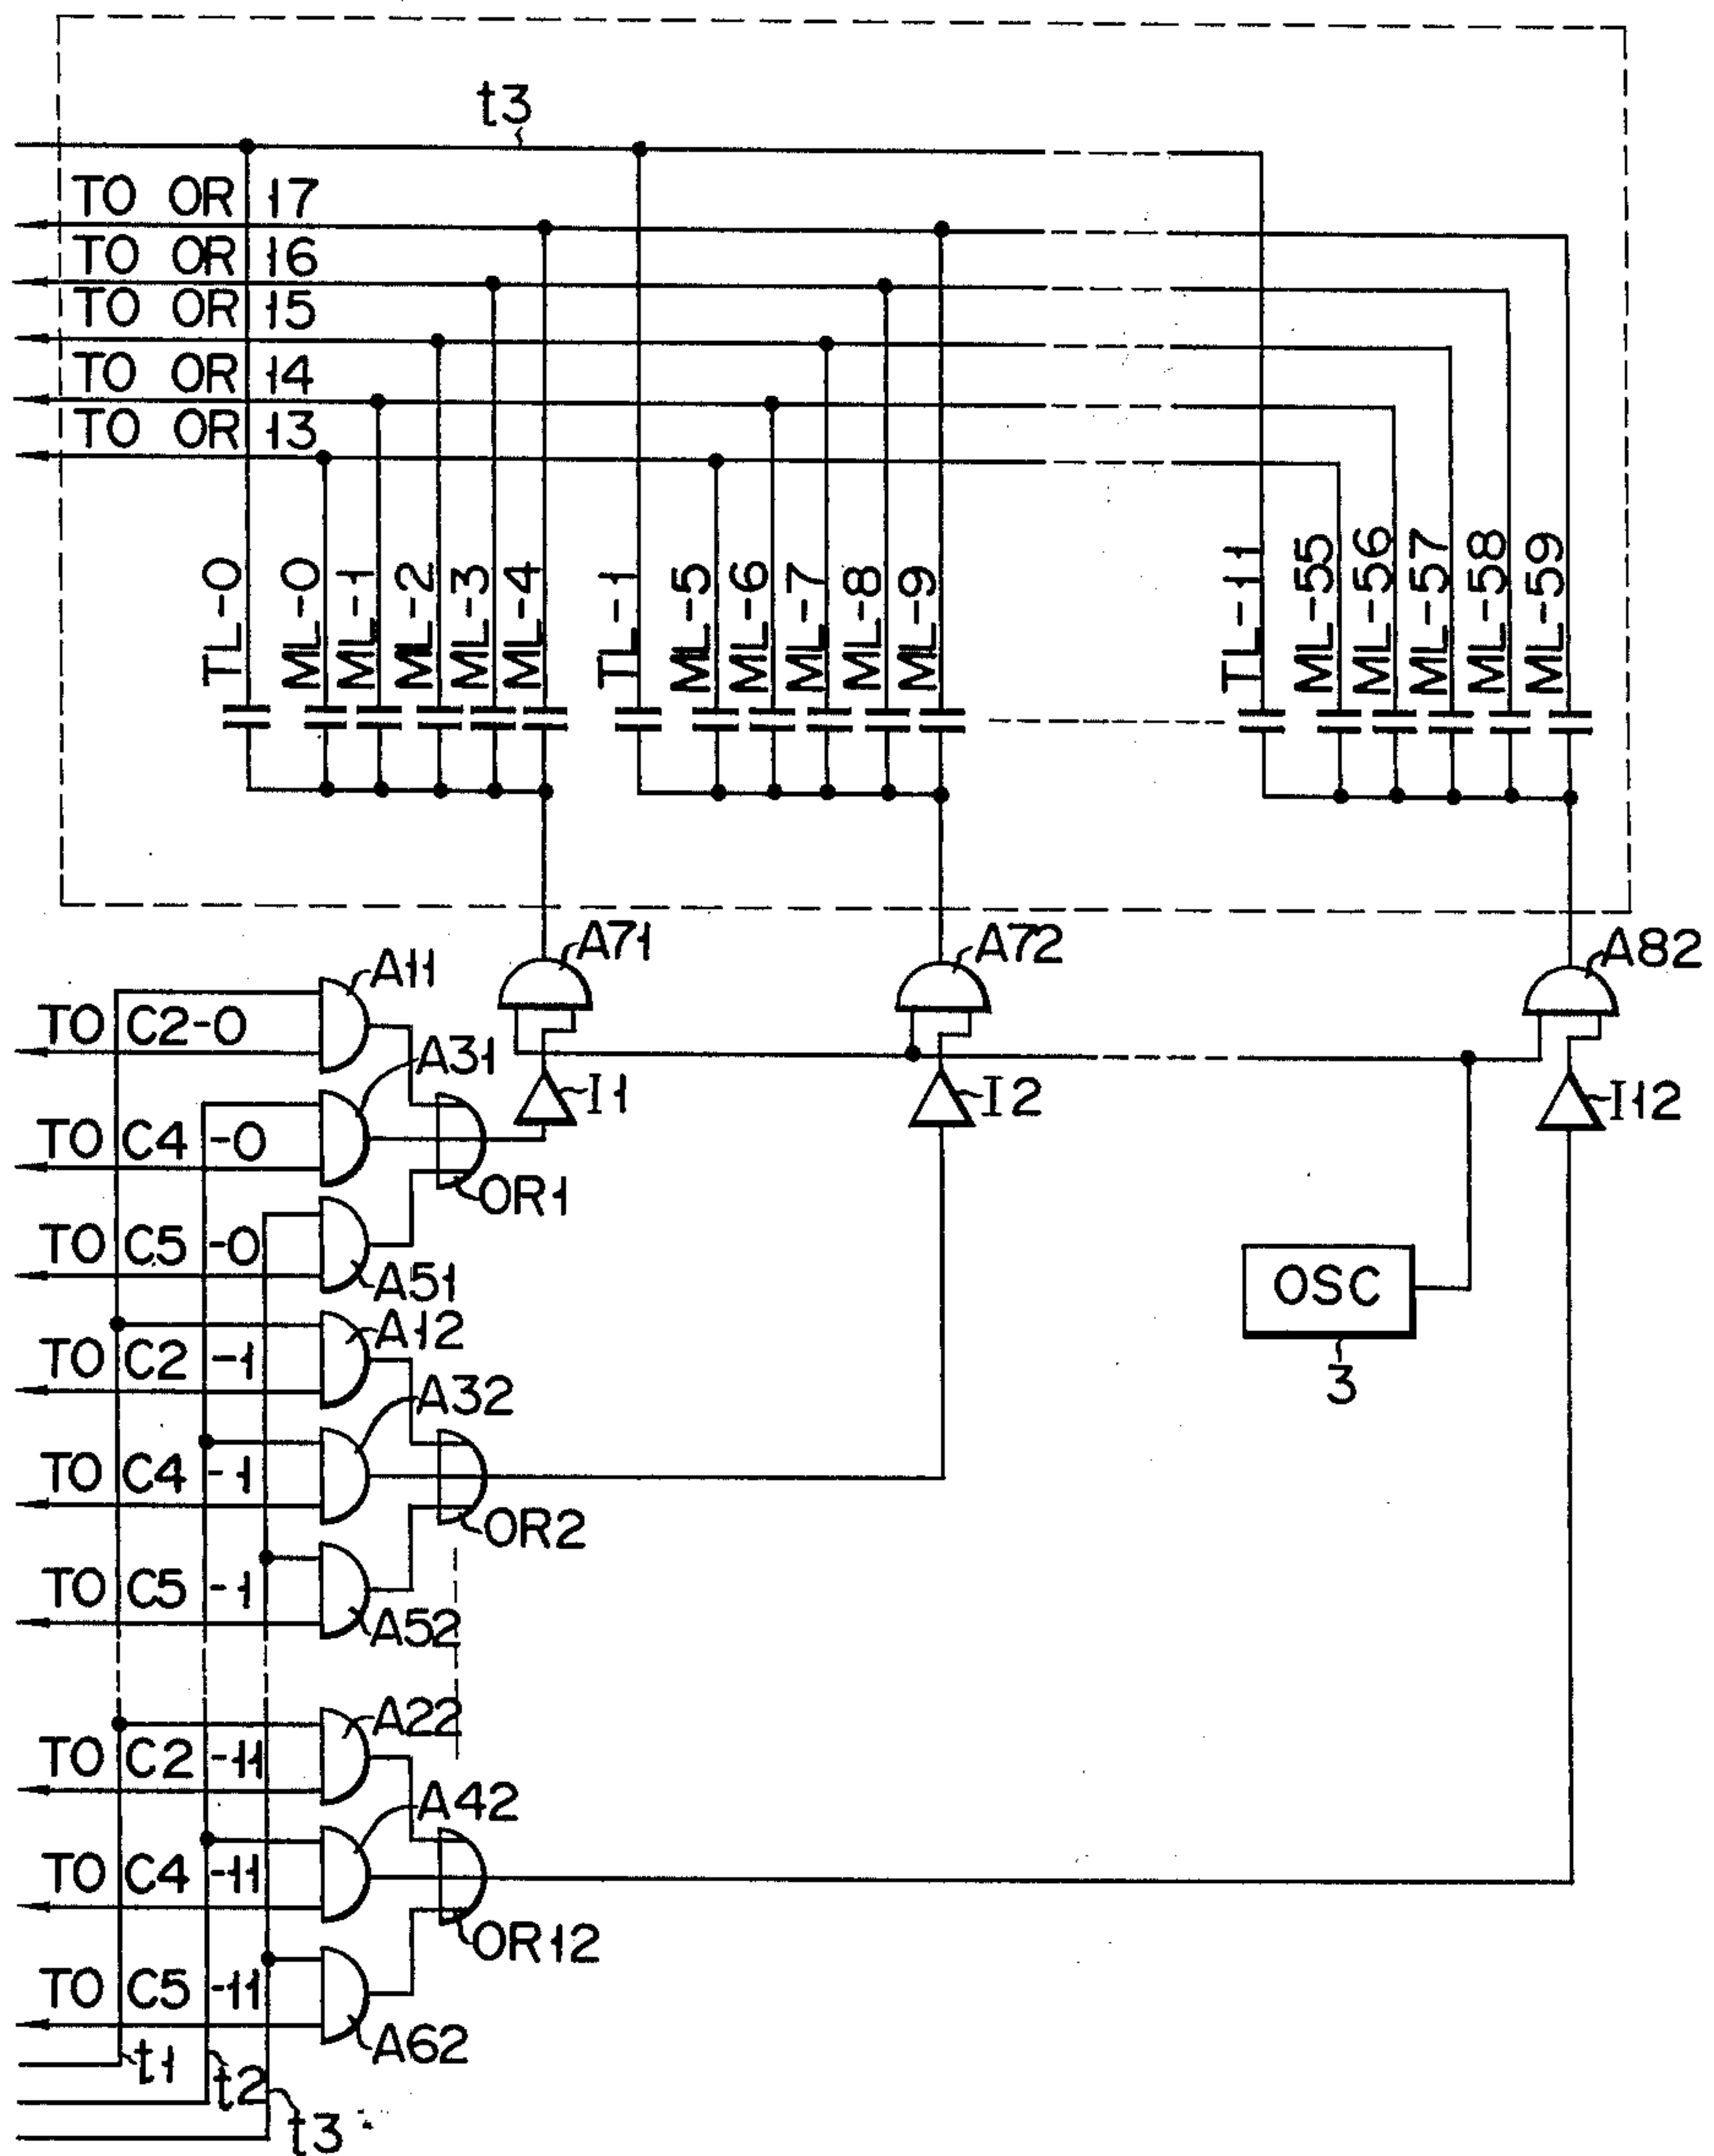 t3
TO OR 17
TO OR 16
TO OR 15
TO OR 14
TO OR 13
TL-0
ML-0
ML-1
ML-2
ML-3
ML-4
TL-1
ML-5
ML-6
ML-7
ML-8
ML-9
TL-11
ML-55
ML-56
ML-57
ML-58
ML-59
A71
A72
A82
A11
TO C2-0
A31
I1
I2
I12
TO C4-0
OR1
TO C5-0
A51
OSC
3
A12
TO C2-1
A32
TO C4-1
OR2
TO C5-1
A52
A22
TO C2-11
A42
TO C4-11
OR12
TO C5-11
A62
t1
t2
t3